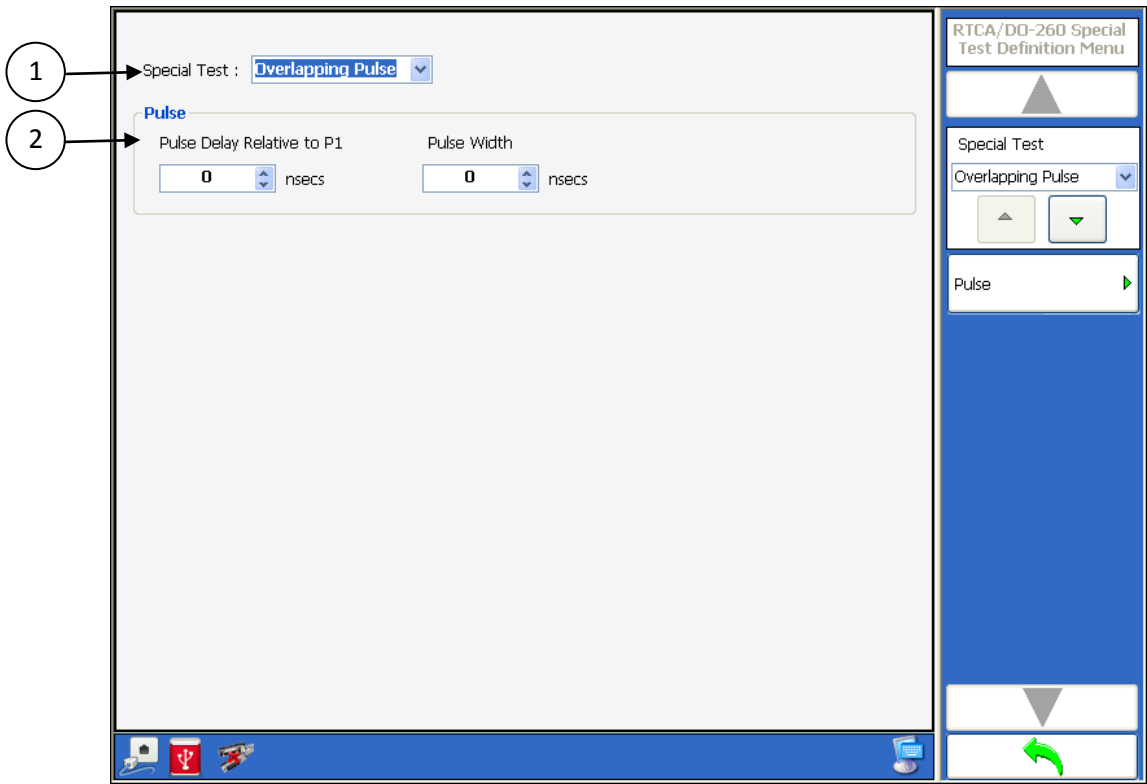 1
Special Test : Overlapping Pulse
2
Pulse
Pulse Delay Relative to P1 Pulse Width
0 nsecs 0 nsecs
RTCA/DO-260 Special
Test Definition Menu
Special Test
Overlapping Pulse
Pulse